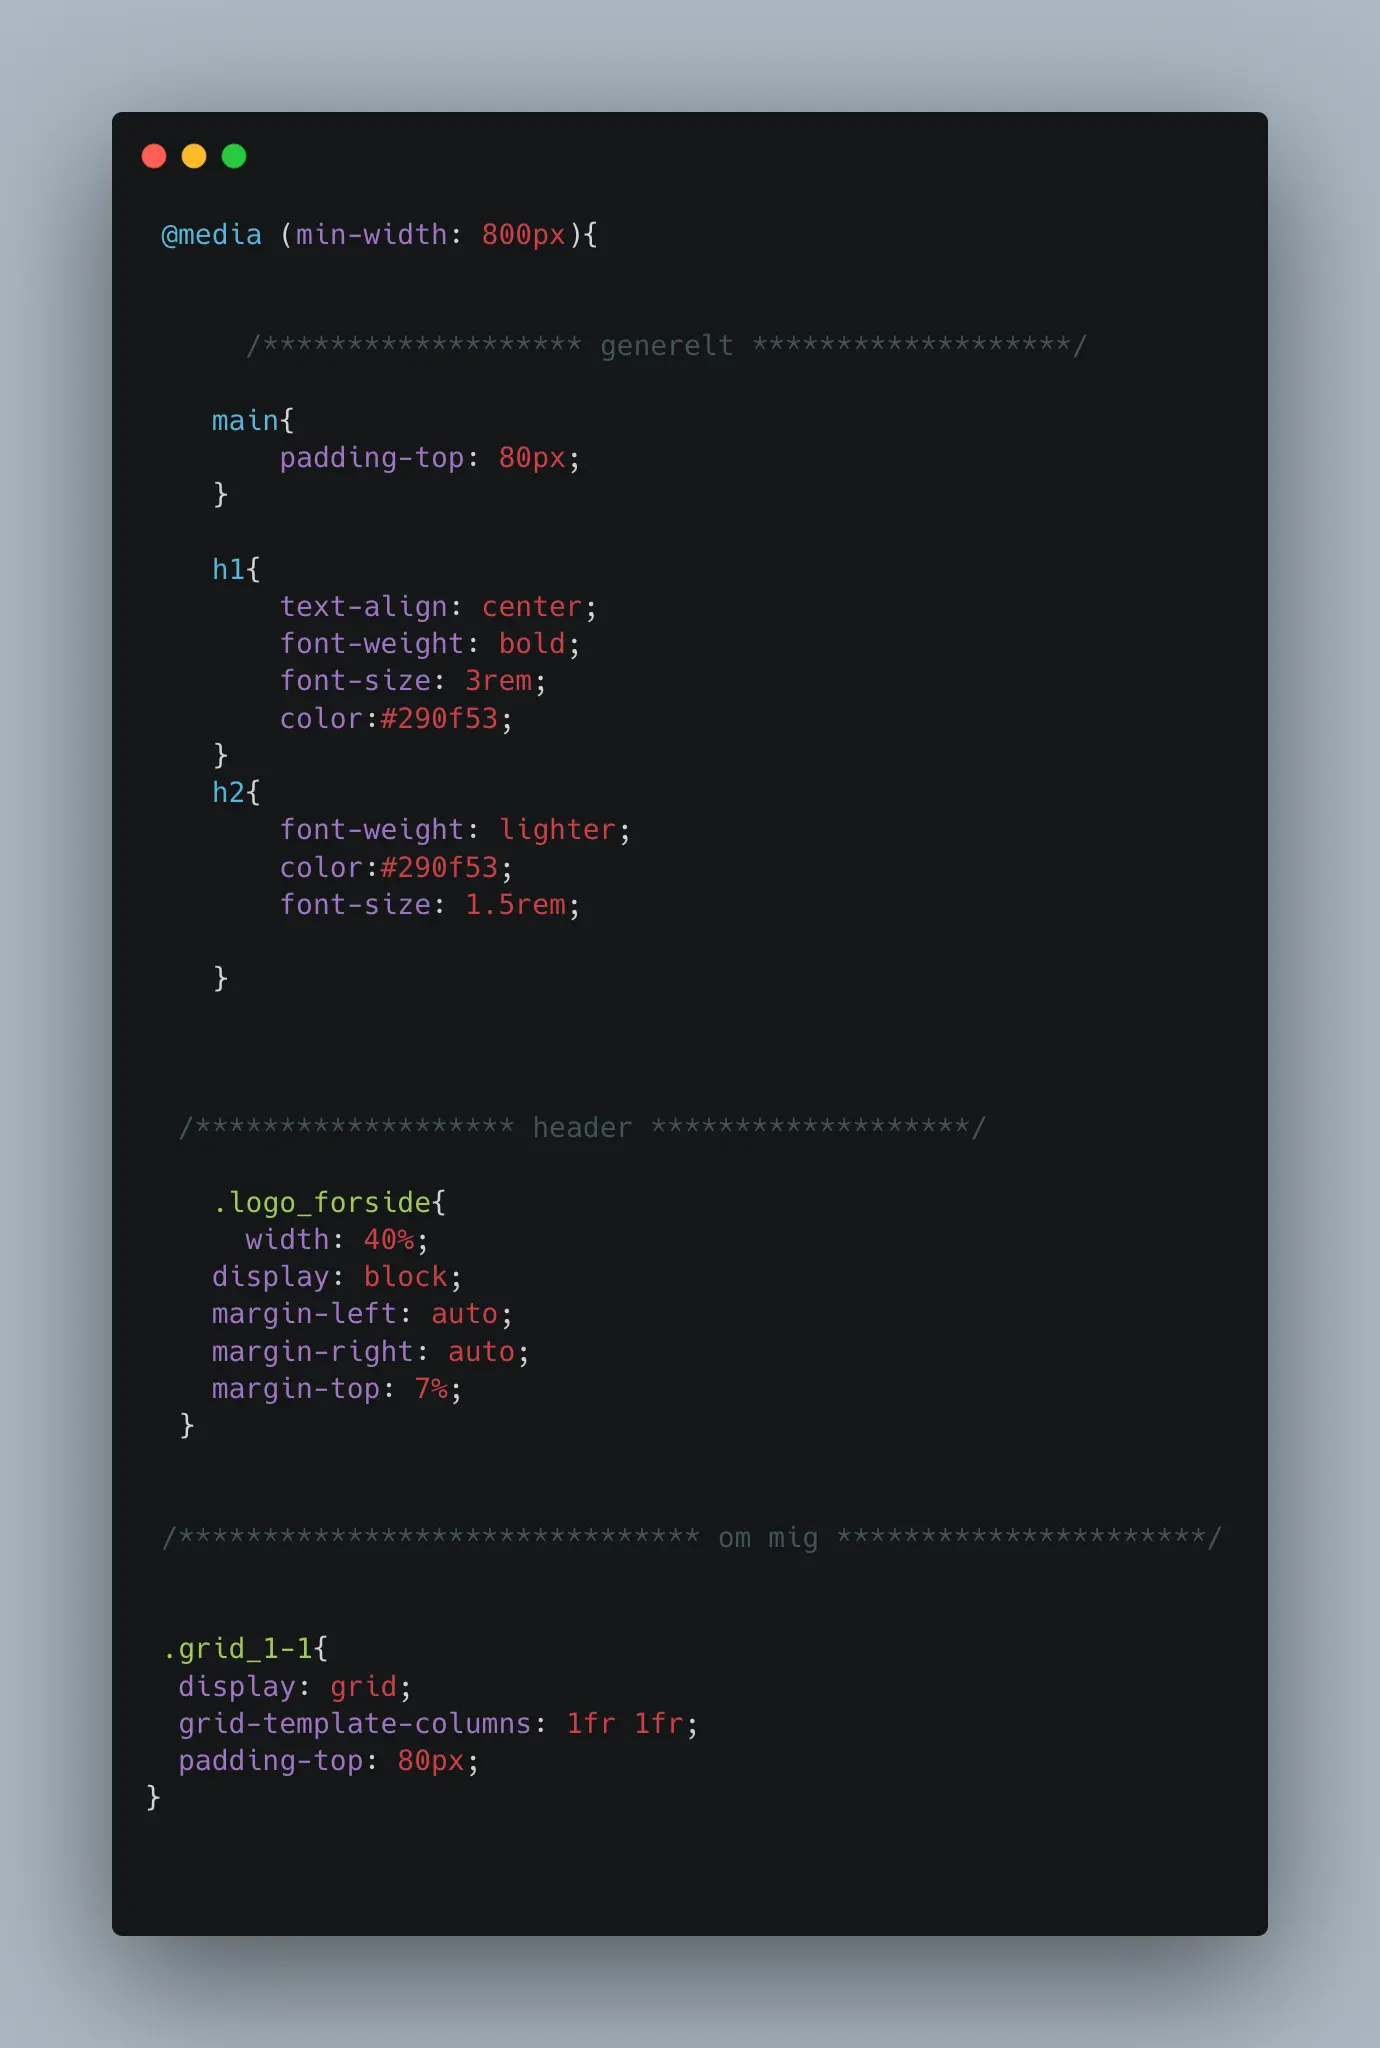 @media (min-width: 800px){
/******************* generelt *******************/
main{
padding-top: 80px;
}
h1{
text-align: center;
font-weight: bold;
font-size: 3rem;
color:#290f53;
}
h2{
font-weight: lighter;
color:#290f53;
font-size: 1.5rem;
}
/******************* header *******************/
.logo_forside{
width: 40%;
display: block;
margin-left: auto;
margin-right: auto;
margin-top: 7%;
}
/******************************* om mig **********************/
.grid_1-1{
display: grid;
grid-template-columns: 1fr 1fr;
padding-top: 80px;
}